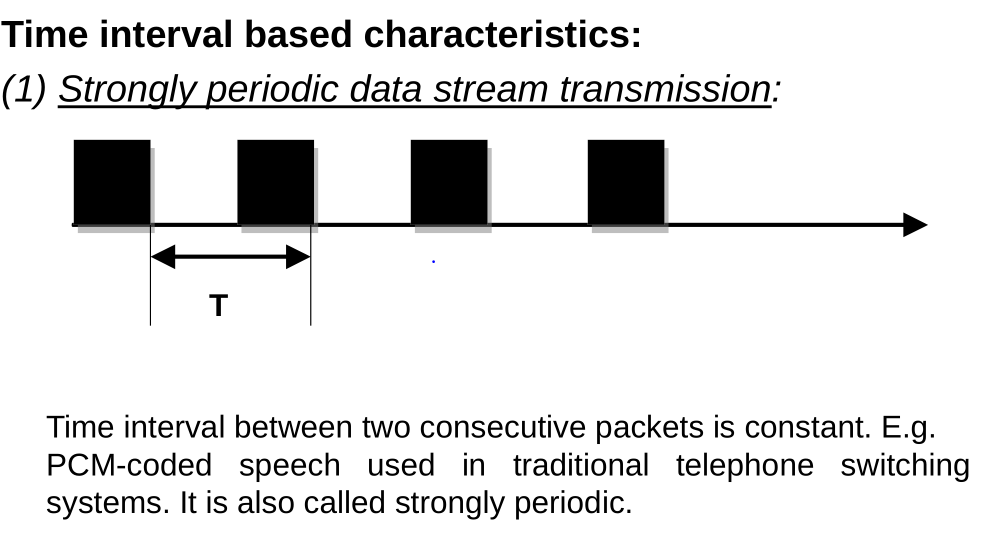 Time interval based characteristics:
(1) Strongly periodic data stream transmission:
T
Time interval between two consecutive packets is constant. E.g.
PCM-coded speech used in traditional telephone switching
systems. It is also called strongly periodic.